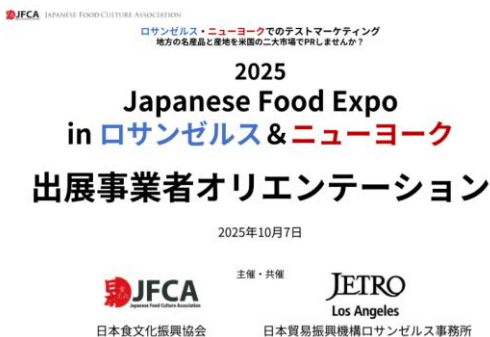 JFCA JAPANESE FOOD CULTURE ASSOCIATION
ロサンゼルス・ニューヨークでのテストマーケティング
地方の名産品と産地を米国の二大市場でPRしませんか？
2025
Japanese Food Expo
in ロサンゼルス＆ニューヨーク
出展事業者オリエンテーション
2025年10月7日
主催・共催
JFCA
Japanese Food Culture Association
日本食文化振興協会
JETRO
Los Angeles
日本貿易振興機構ロサンゼルス事務所